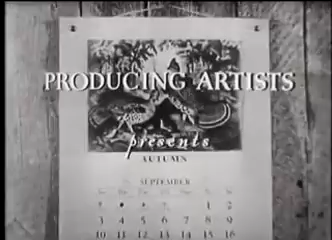 PRODUCING ARTISTS
presents
AUTUMN
SEPTEMBER
1 2
3 4 5 6 7 8 9
10 11 12 13 14 15 16